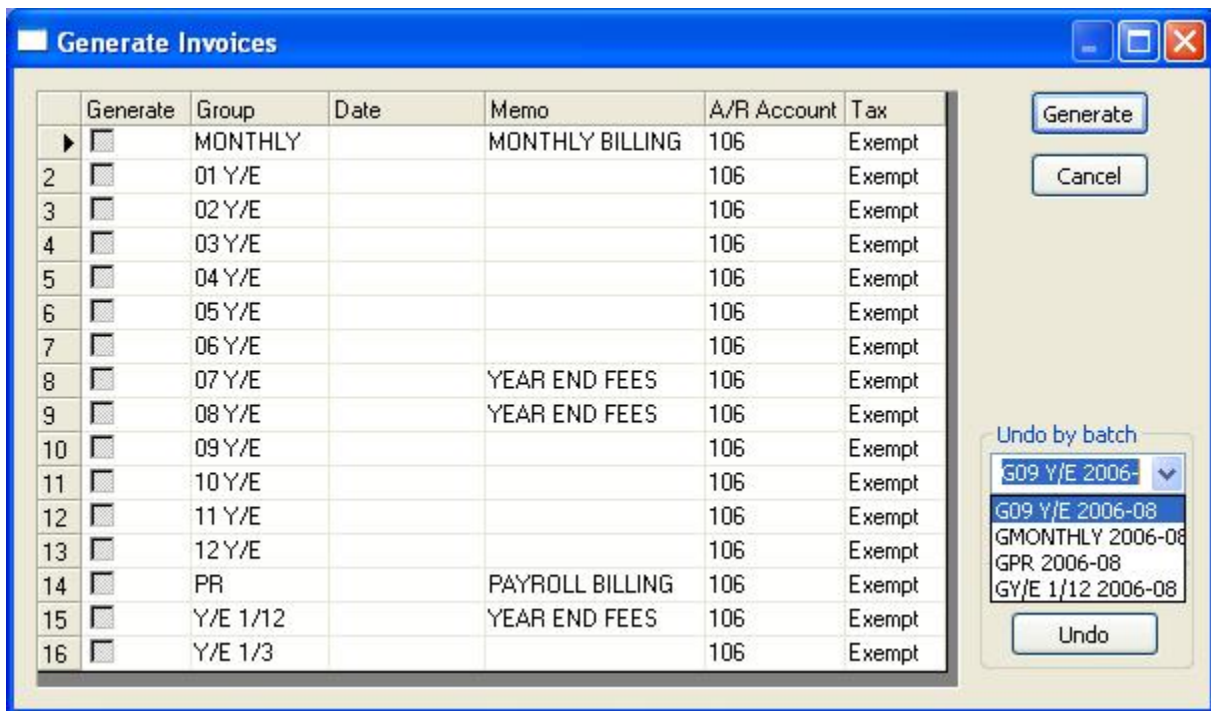 Generate Invoices
Generate Group Date Memo A/R Account Tax
MONTHLY MONTHLY BILLING 106 Exempt
2 01 Y/E 106 Exempt
3 02 Y/E 106 Exempt
4 03 Y/E 106 Exempt
5 04 Y/E 106 Exempt
6 05 Y/E 106 Exempt
7 06 Y/E 106 Exempt
8 07 Y/E YEAR END FEES 106 Exempt
9 08 Y/E YEAR END FEES 106 Exempt
10 09 Y/E 106 Exempt
11 10 Y/E 106 Exempt
12 11 Y/E 106 Exempt
13 12 Y/E 106 Exempt
14 PR PAYROLL BILLING 106 Exempt
15 Y/E 1/12 YEAR END FEES 106 Exempt
16 Y/E 1/3 106 Exempt
Generate
Cancel
Undo by batch
G09 Y/E 2006-
G09 Y/E 2006-08
GMONTHLY 2006-08
GPR 2006-08
GY/E 1/12 2006-08
Undo